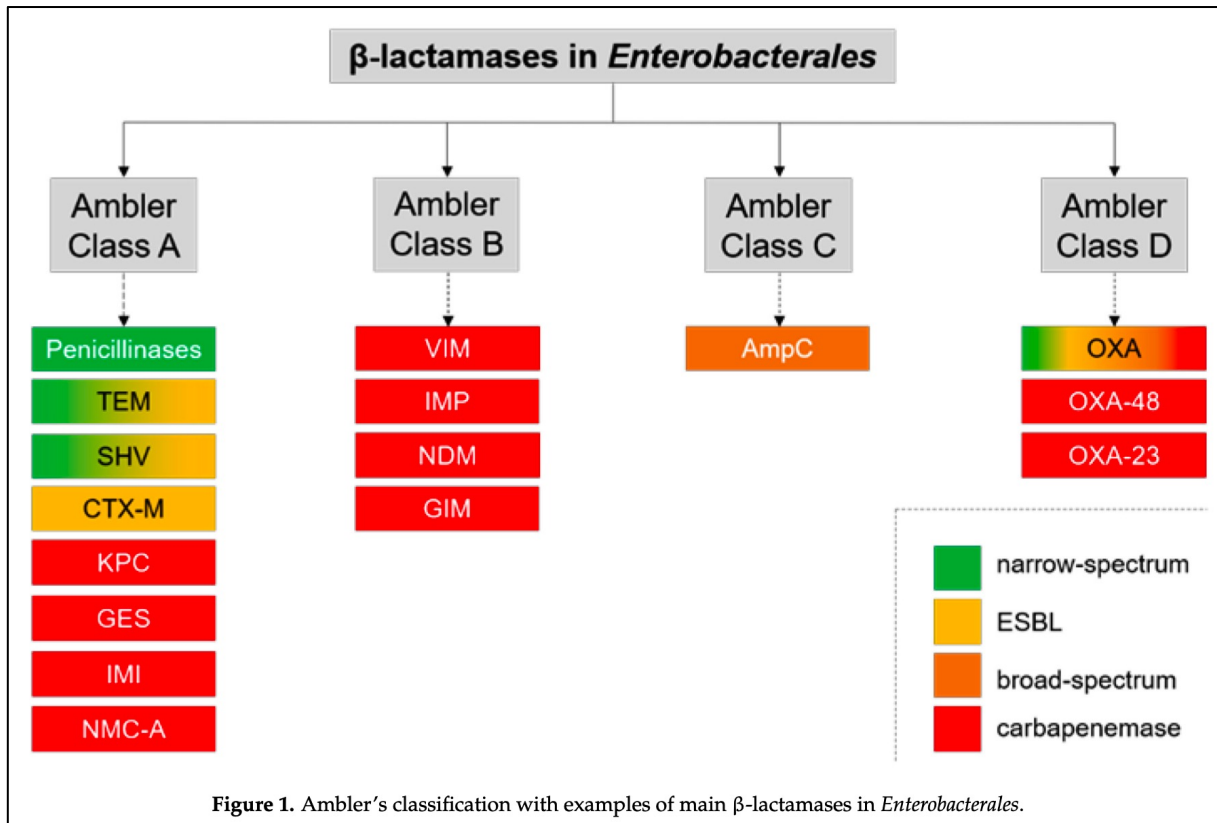 β-lactamases in Enterobacterales
Ambler
Class A
Ambler
Class B
Ambler
Class C
Ambler
Class D
Penicillinases
TEM
SHV
CTX-M
KPC
GES
IMI
NMC-A
VIM
IMP
NDM
GIM
AmpC
OXA
OXA-48
OXA-23
narrow-spectrum
ESBL
broad-spectrum
carbapenemase
Figure 1. Ambler’s classification with examples of main β-lactamases in Enterobacterales.